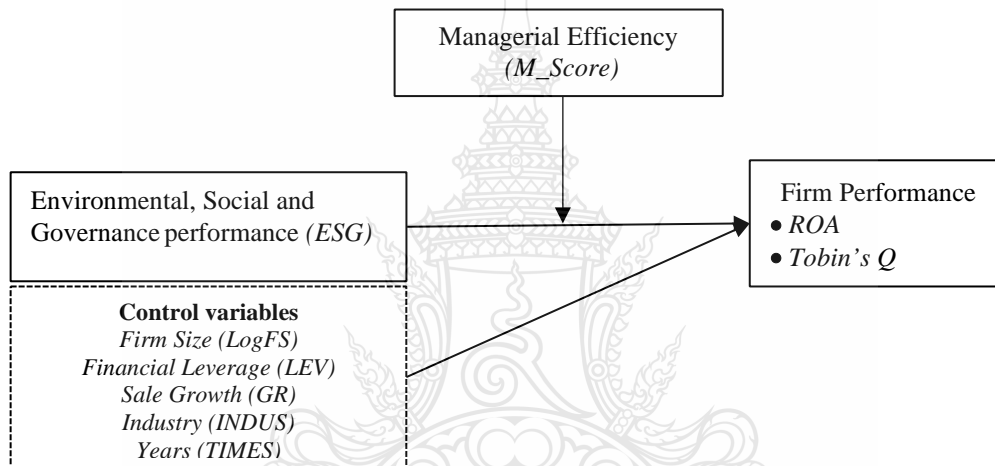 Managerial Efficiency
(M_Score)
Environmental, Social and
Governance performance (ESG)
Firm Performance
● ROA
● Tobin's Q
Control variables
Firm Size (LogFS)
Financial Leverage (LEV)
Sale Growth (GR)
Industry (INDUS)
Years (TIMES)